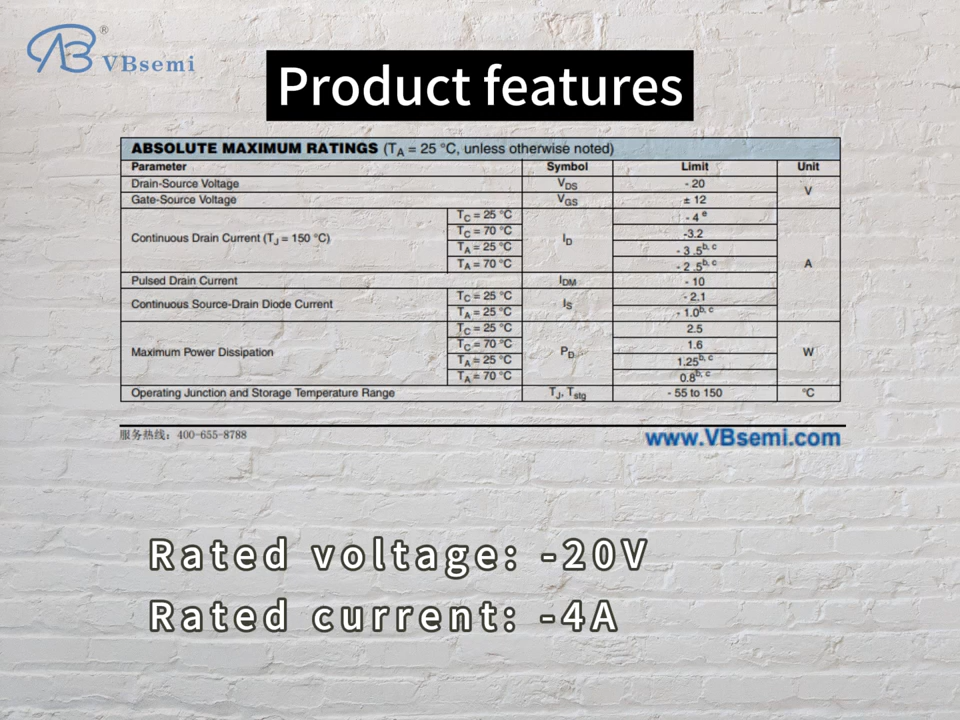 VBsemi®
Product features
ABSOLUTE MAXIMUM RATINGS (TA = 25 °C, unless otherwise noted)
Parameter Symbol Limit Unit
Drain-Source Voltage VDS - 20 V
Gate-Source Voltage VGS ± 12
Continuous Drain Current (TJ = 150 °C) TC = 25 °C ID - 4 e A
TC = 70 °C -3.2
TA = 25 °C - 3 .5b, c
TA = 70 °C - 2 .5b, c
Pulsed Drain Current IDM - 10
Continuous Source-Drain Diode Current TC = 25 °C IS - 2.1
TA = 25 °C - 1.0b, c
Maximum Power Dissipation TC = 25 °C PD 2.5 W
TC = 70 °C 1.6
TA = 25 °C 1.25b, c
TA = 70 °C 0.8b, c
Operating Junction and Storage Temperature Range TJ, Tstg - 55 to 150 °C
服务热线：400-655-8788 www.VBsemi.com
Rated voltage: -20V
Rated current: -4A